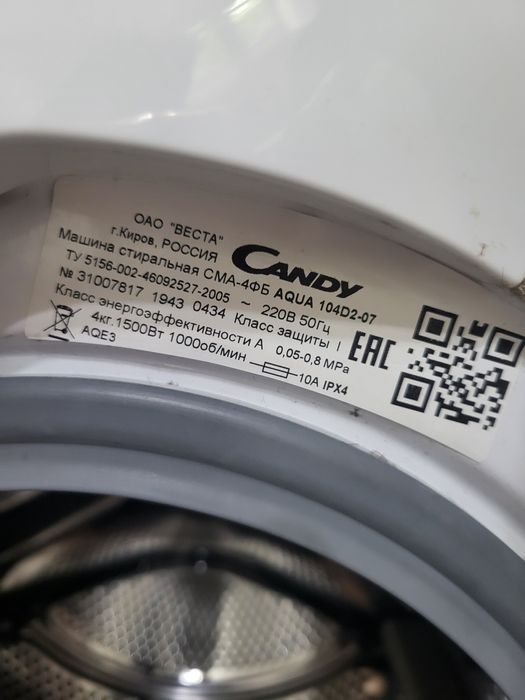 ОАО "ВЕСТА"
г.Киров, РОССИЯ
CANDY
Машина стиральная СМА-4ФБ AQUA 104D2-07
ТУ 5156-002-46092527-2005 ~ 220В 50Гц
№ 31007817 1943 0434 Класс защиты I
Класс энергоэффективности А 0,05-0,8 MPa
4кг.1500Вт 1000об/мин 10A IPX4
AQE3
EAC